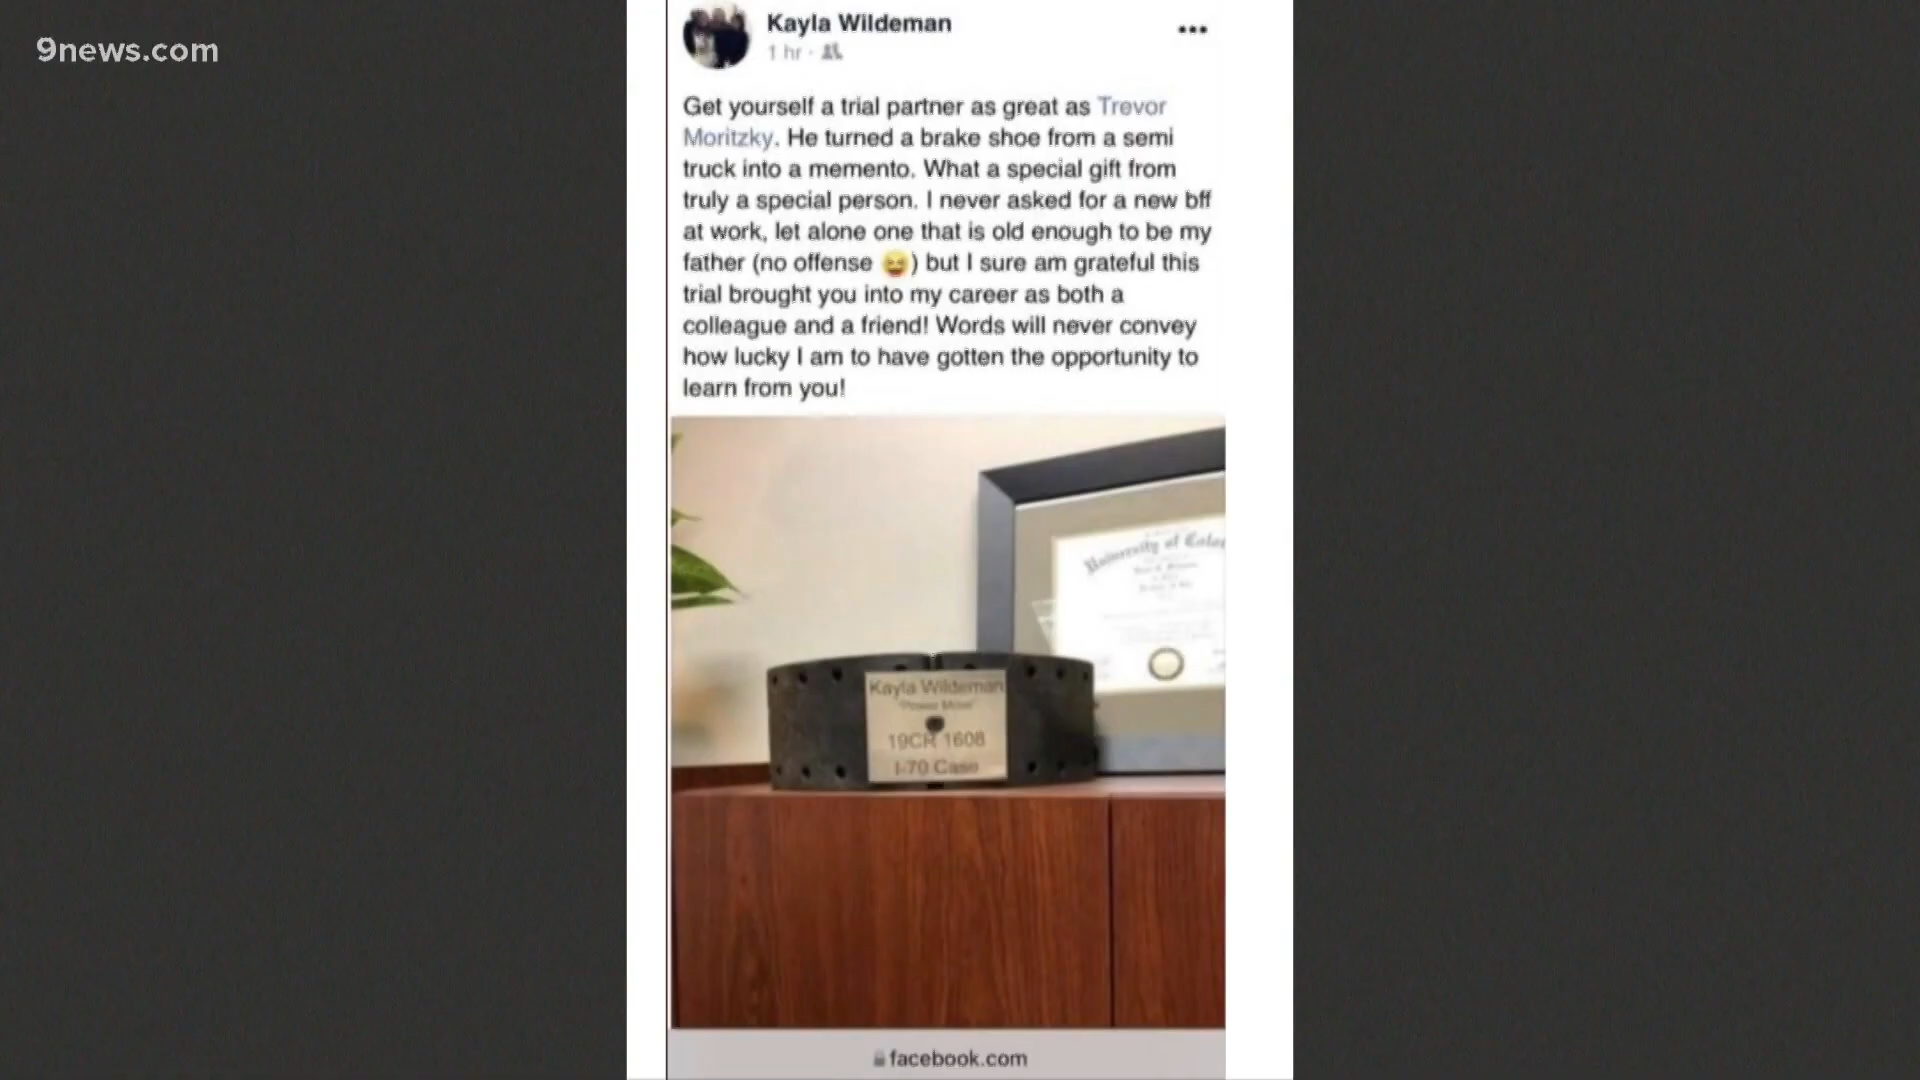 9news.com
Kayla Wildeman
1 hr ·
Get yourself a trial partner as great as Trevor
Moritzky. He turned a brake shoe from a semi
truck into a memento. What a special gift from
truly a special person. I never asked for a new bff
at work, let alone one that is old enough to be my
father (no offense 😆) but I sure am grateful this
trial brought you into my career as both a
colleague and a friend! Words will never convey
how lucky I am to have gotten the opportunity to
learn from you!
University of
Kayla Wildeman
19CR 1608
I-70 Case
facebook.com